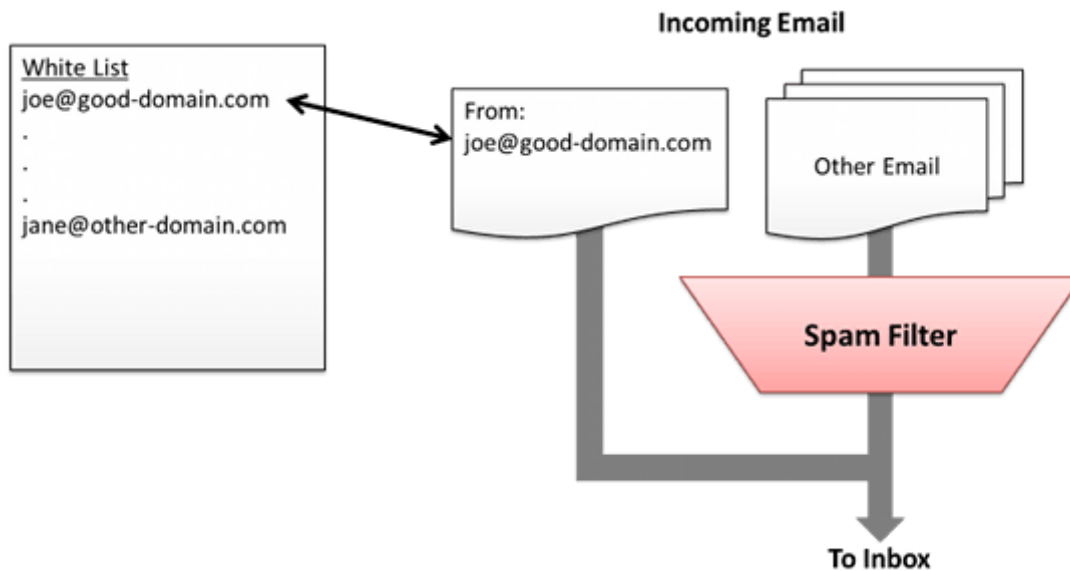 Incoming Email
White List
joe@good-domain.com
.
.
.
jane@other-domain.com
From:
joe@good-domain.com
Other Email
Spam Filter
To Inbox